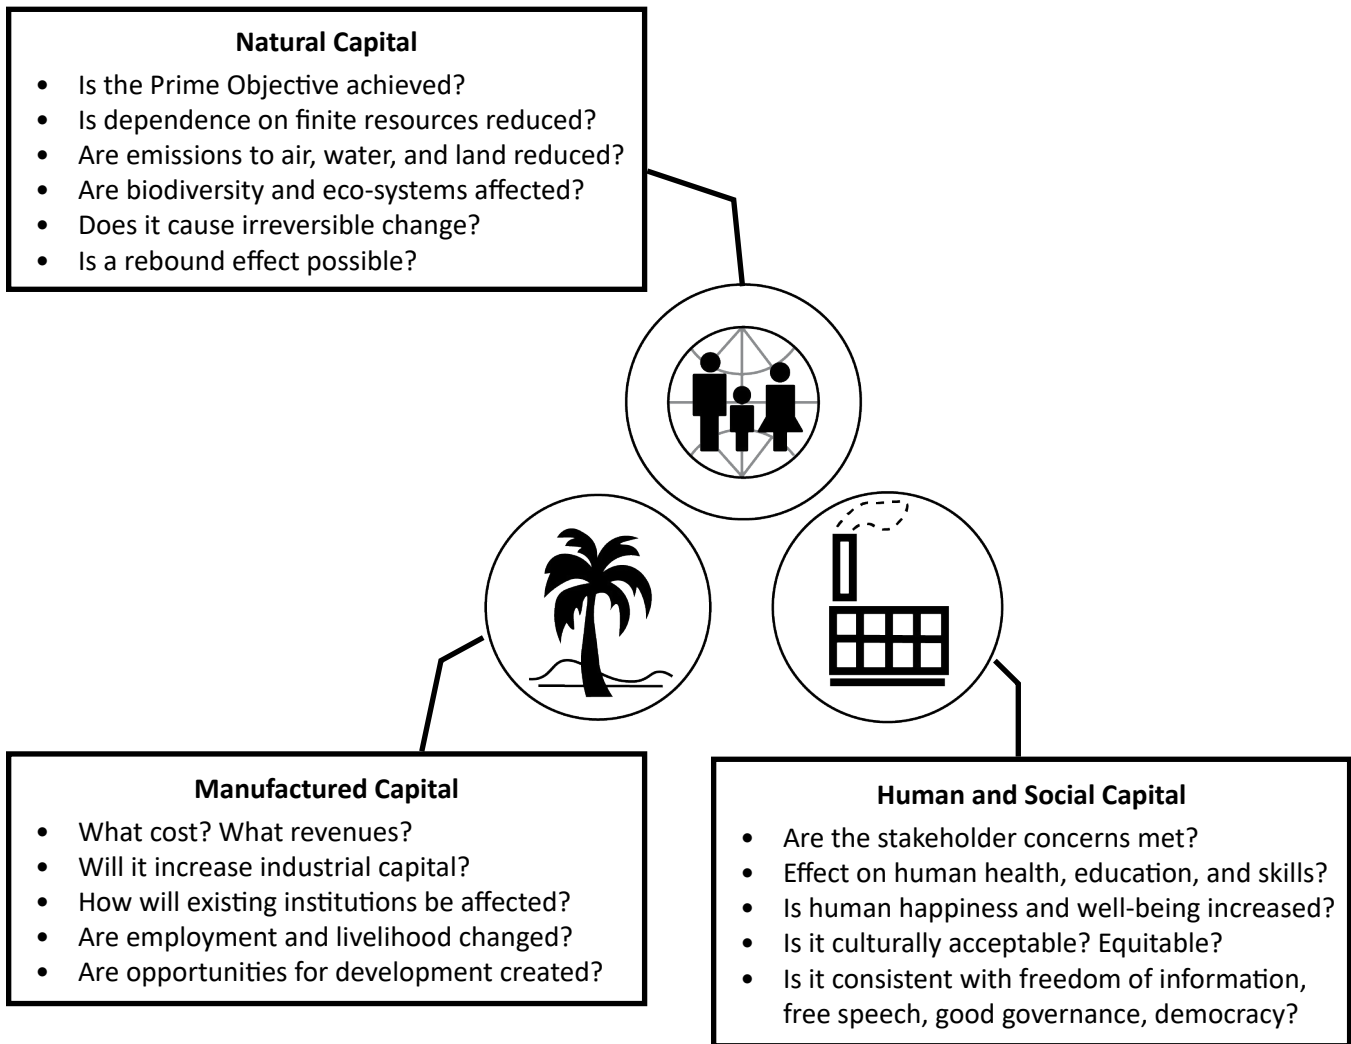 Natural Capital
• Is the Prime Objective achieved?
• Is dependence on finite resources reduced?
• Are emissions to air, water, and land reduced?
• Are biodiversity and eco-systems affected?
• Does it cause irreversible change?
• Is a rebound effect possible?
Manufactured Capital
• What cost? What revenues?
• Will it increase industrial capital?
• How will existing institutions be affected?
• Are employment and livelihood changed?
• Are opportunities for development created?
Human and Social Capital
• Are the stakeholder concerns met?
• Effect on human health, education, and skills?
• Is human happiness and well-being increased?
• Is it culturally acceptable? Equitable?
• Is it consistent with freedom of information,
free speech, good governance, democracy?